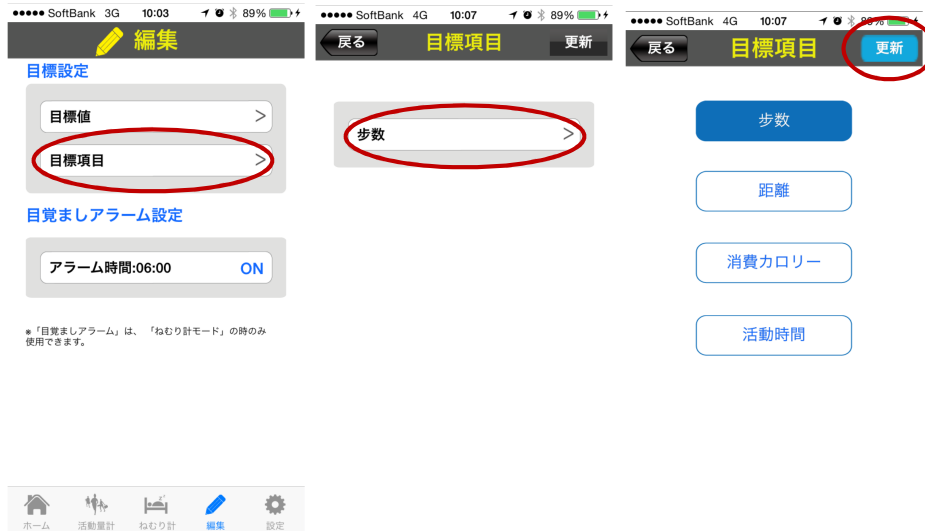 ●●●●● SoftBank 3G 10:03 89%
編集
目標設定
目標値 >
目標項目 >
目覚ましアラーム設定
アラーム時間:06:00 ON
※「目覚ましアラーム」は、「ねむり計モード」の時のみ
使用できます。
ホーム 活動量計 ねむり計 編集 設定
●●●●● SoftBank 4G 10:07 89%
戻る 目標項目 更新
歩数 >
●●●●● SoftBank 4G 10:07 89%
戻る 目標項目 更新
歩数
距離
消費カロリー
活動時間